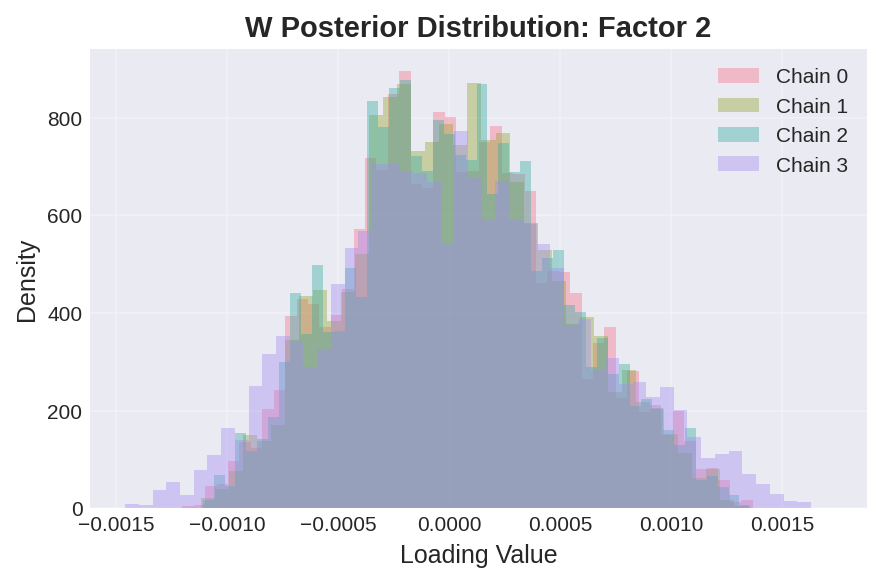 W Posterior Distribution: Factor 2
Chain 0
Chain 1
Chain 2
Chain 3
Density
800
600
400
200
0
−0.0015 −0.0010 −0.0005 0.0000 0.0005 0.0010 0.0015
Loading Value